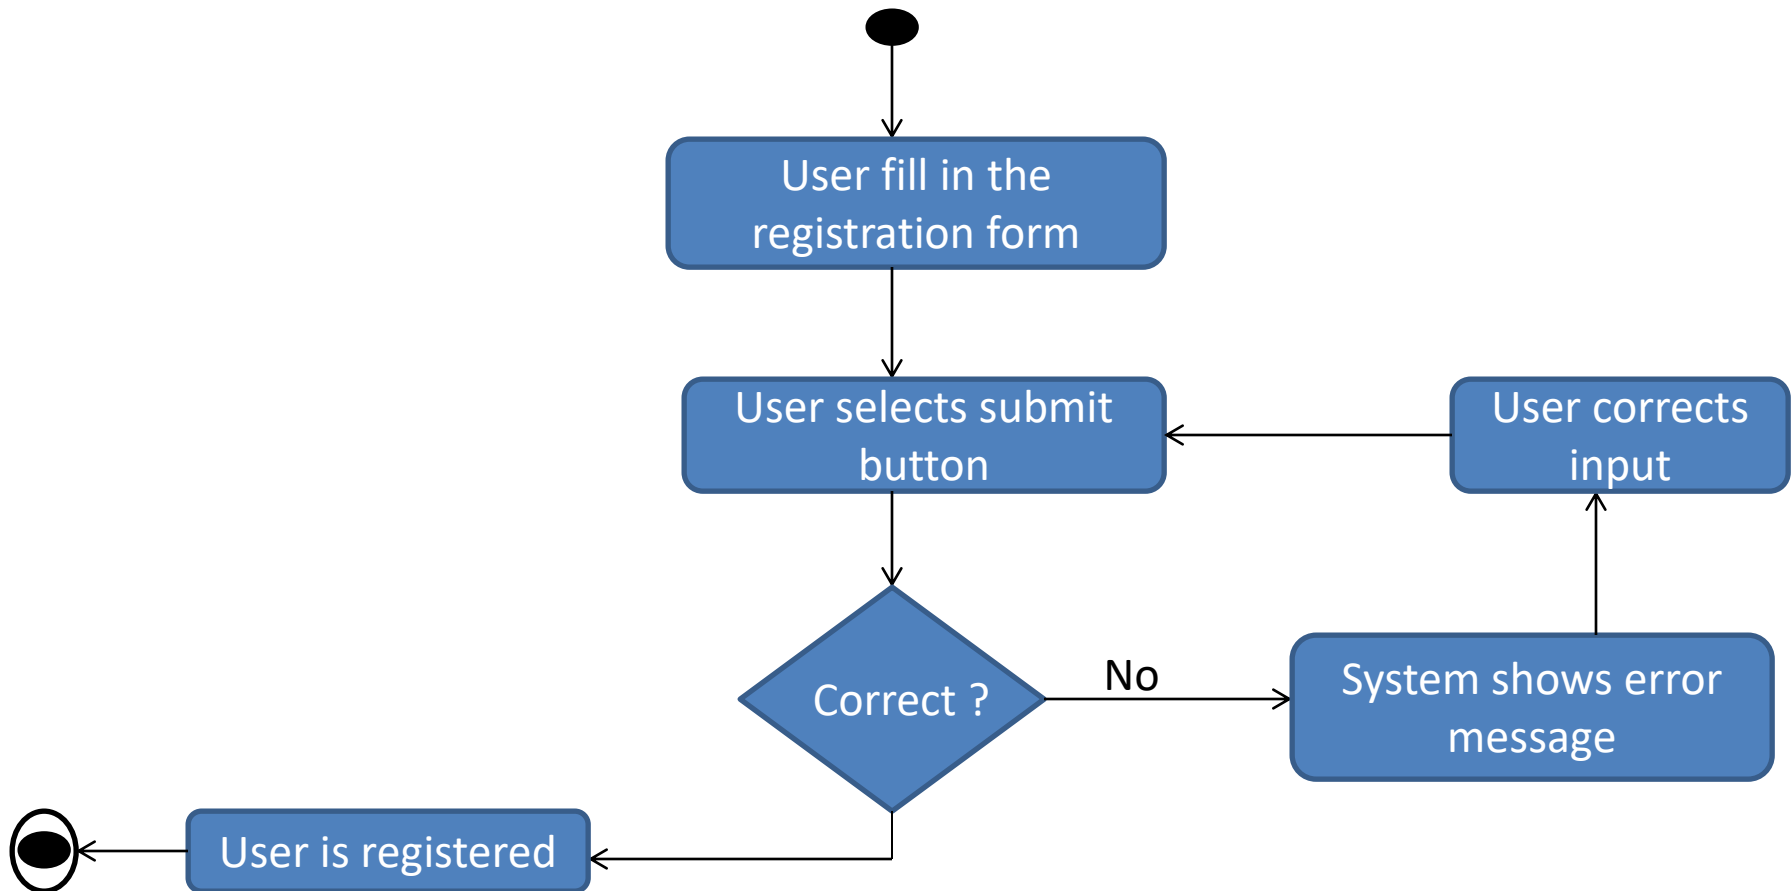 User fill in the
registration form
User selects submit
button
User corrects
input
Correct ?
No
System shows error
message
User is registered